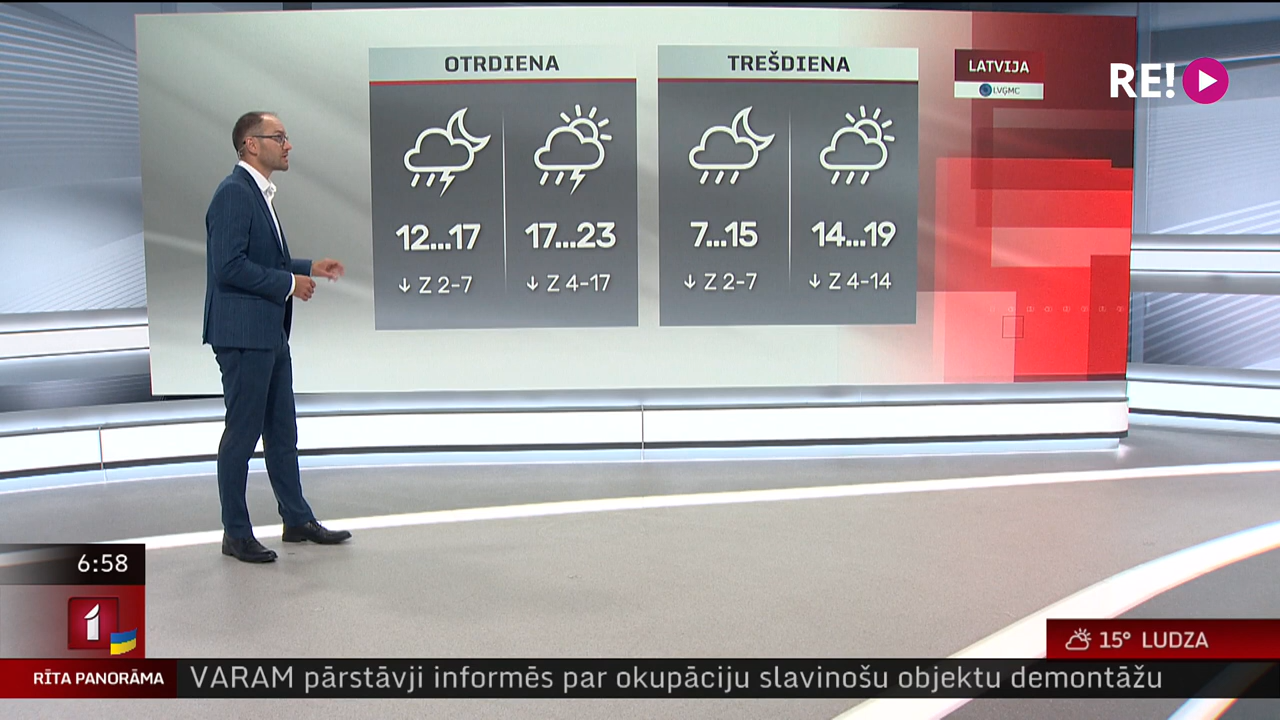 OTRDIENA
12...17
17...23
↓ Z 2-7
↓ Z 4-17
TREŠDIENA
7...15
14...19
↓ Z 2-7
↓ Z 4-14
LATVIJA
LVĢMC
RE!
6:58
1
15° LUDZA
RĪTA PANORĀMA
VARAM pārstāvji informēs par okupāciju slavinošu objektu demontāžu